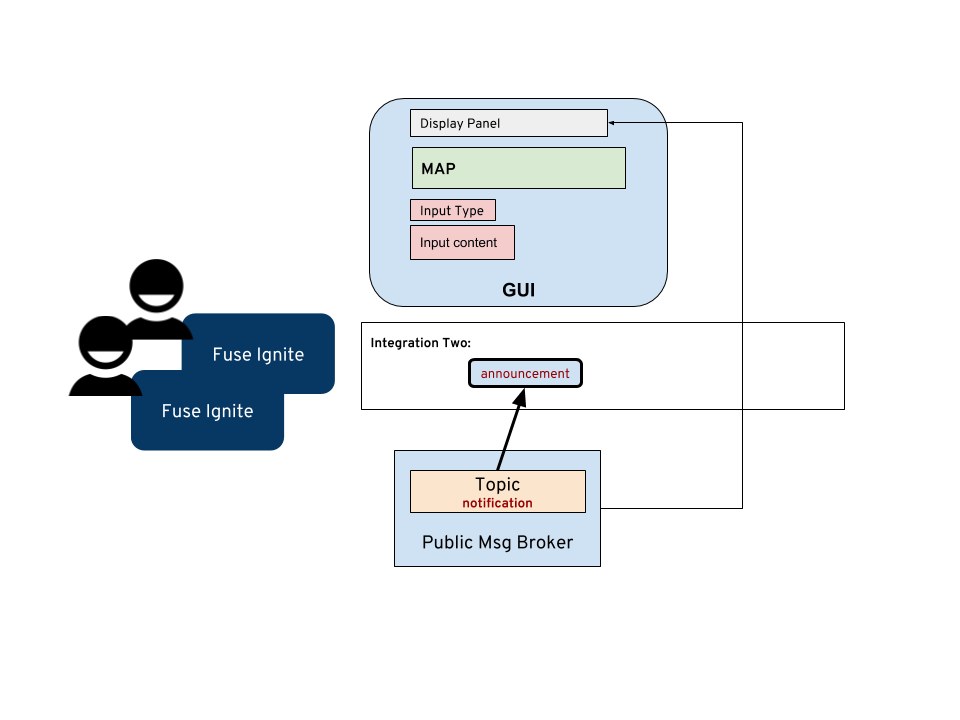 Display Panel
MAP
Input Type
Input content
GUI
Fuse Ignite
Fuse Ignite
Integration Two:
announcement
Topic
notification
Public Msg Broker